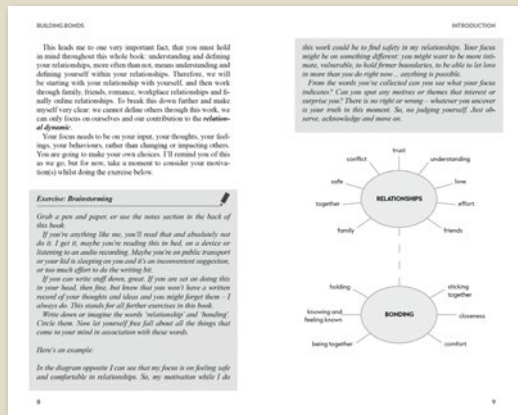 BUILDING BONDS
This leads me to one very important fact, that you must hold
in mind throughout this whole book: understanding and defining
your relationships, more often than not, means understanding and
defining yourself within your relationships. Therefore, we will
be starting with your relationship with yourself, and then work
through family, friends, romance, workplace relationships and fi-
nally online relationships. To break this down further and make
myself very clear: we cannot define others through this work, we
can only focus on ourselves and our contribution to the relation-
al dynamic.
Your focus needs to be on your input, your thoughts, your feel-
ings, your behaviours, rather than changing or impacting others.
You are going to make your own choices. I'll remind you of this
as we go, but for now, take a moment to consider your motiva-
tion(s) whilst doing the exercise below.
Exercise: Brainstorming
Grab a pen and paper, or use the notes section in the back of
this book.
If you're anything like me, you'll read that and absolutely not
do it. I get it, maybe you're reading this in bed, on a device or
listening to an audio recording. Maybe you're on public transport
or your kid is sleeping on you and it's an inconvenient suggestion,
or too much effort to do the writing bit.
If you can write stuff down, great. If you are set on doing this
in your head, then fine, but know that you won't have a written
record of your thoughts and ideas and you might forget them – I
always do. This stands for all further exercises in this book.
Write down or imagine the words 'relationship' and 'bonding'.
Circle them. Now let yourself free fall about all the things that
come to your mind in association with these words.
Here's an example:
In the diagram opposite I can see that my focus is on feeling safe
and comfortable in relationships. So, my motivation while I do
8
INTRODUCTION
this work could be to find safety in my relationships. Your focus
might be on something different: you might want to be more inti-
mate, vulnerable, to hold firmer boundaries, to be able to let love
in more than you do right now… anything is possible.
From the words you've collected can you see what your focus
indicates? Can you spot any motives or themes that interest or
surprise you? There is no right or wrong – whatever you uncover
is your truth in this moment. So, no judging yourself. Just ob-
serve, acknowledge and move on.
trust
conflict
understanding
safe
love
RELATIONSHIPS
together
effort
family
friends
holding
sticking
together
knowing and
feeling known
BONDING
closeness
being together
comfort
9